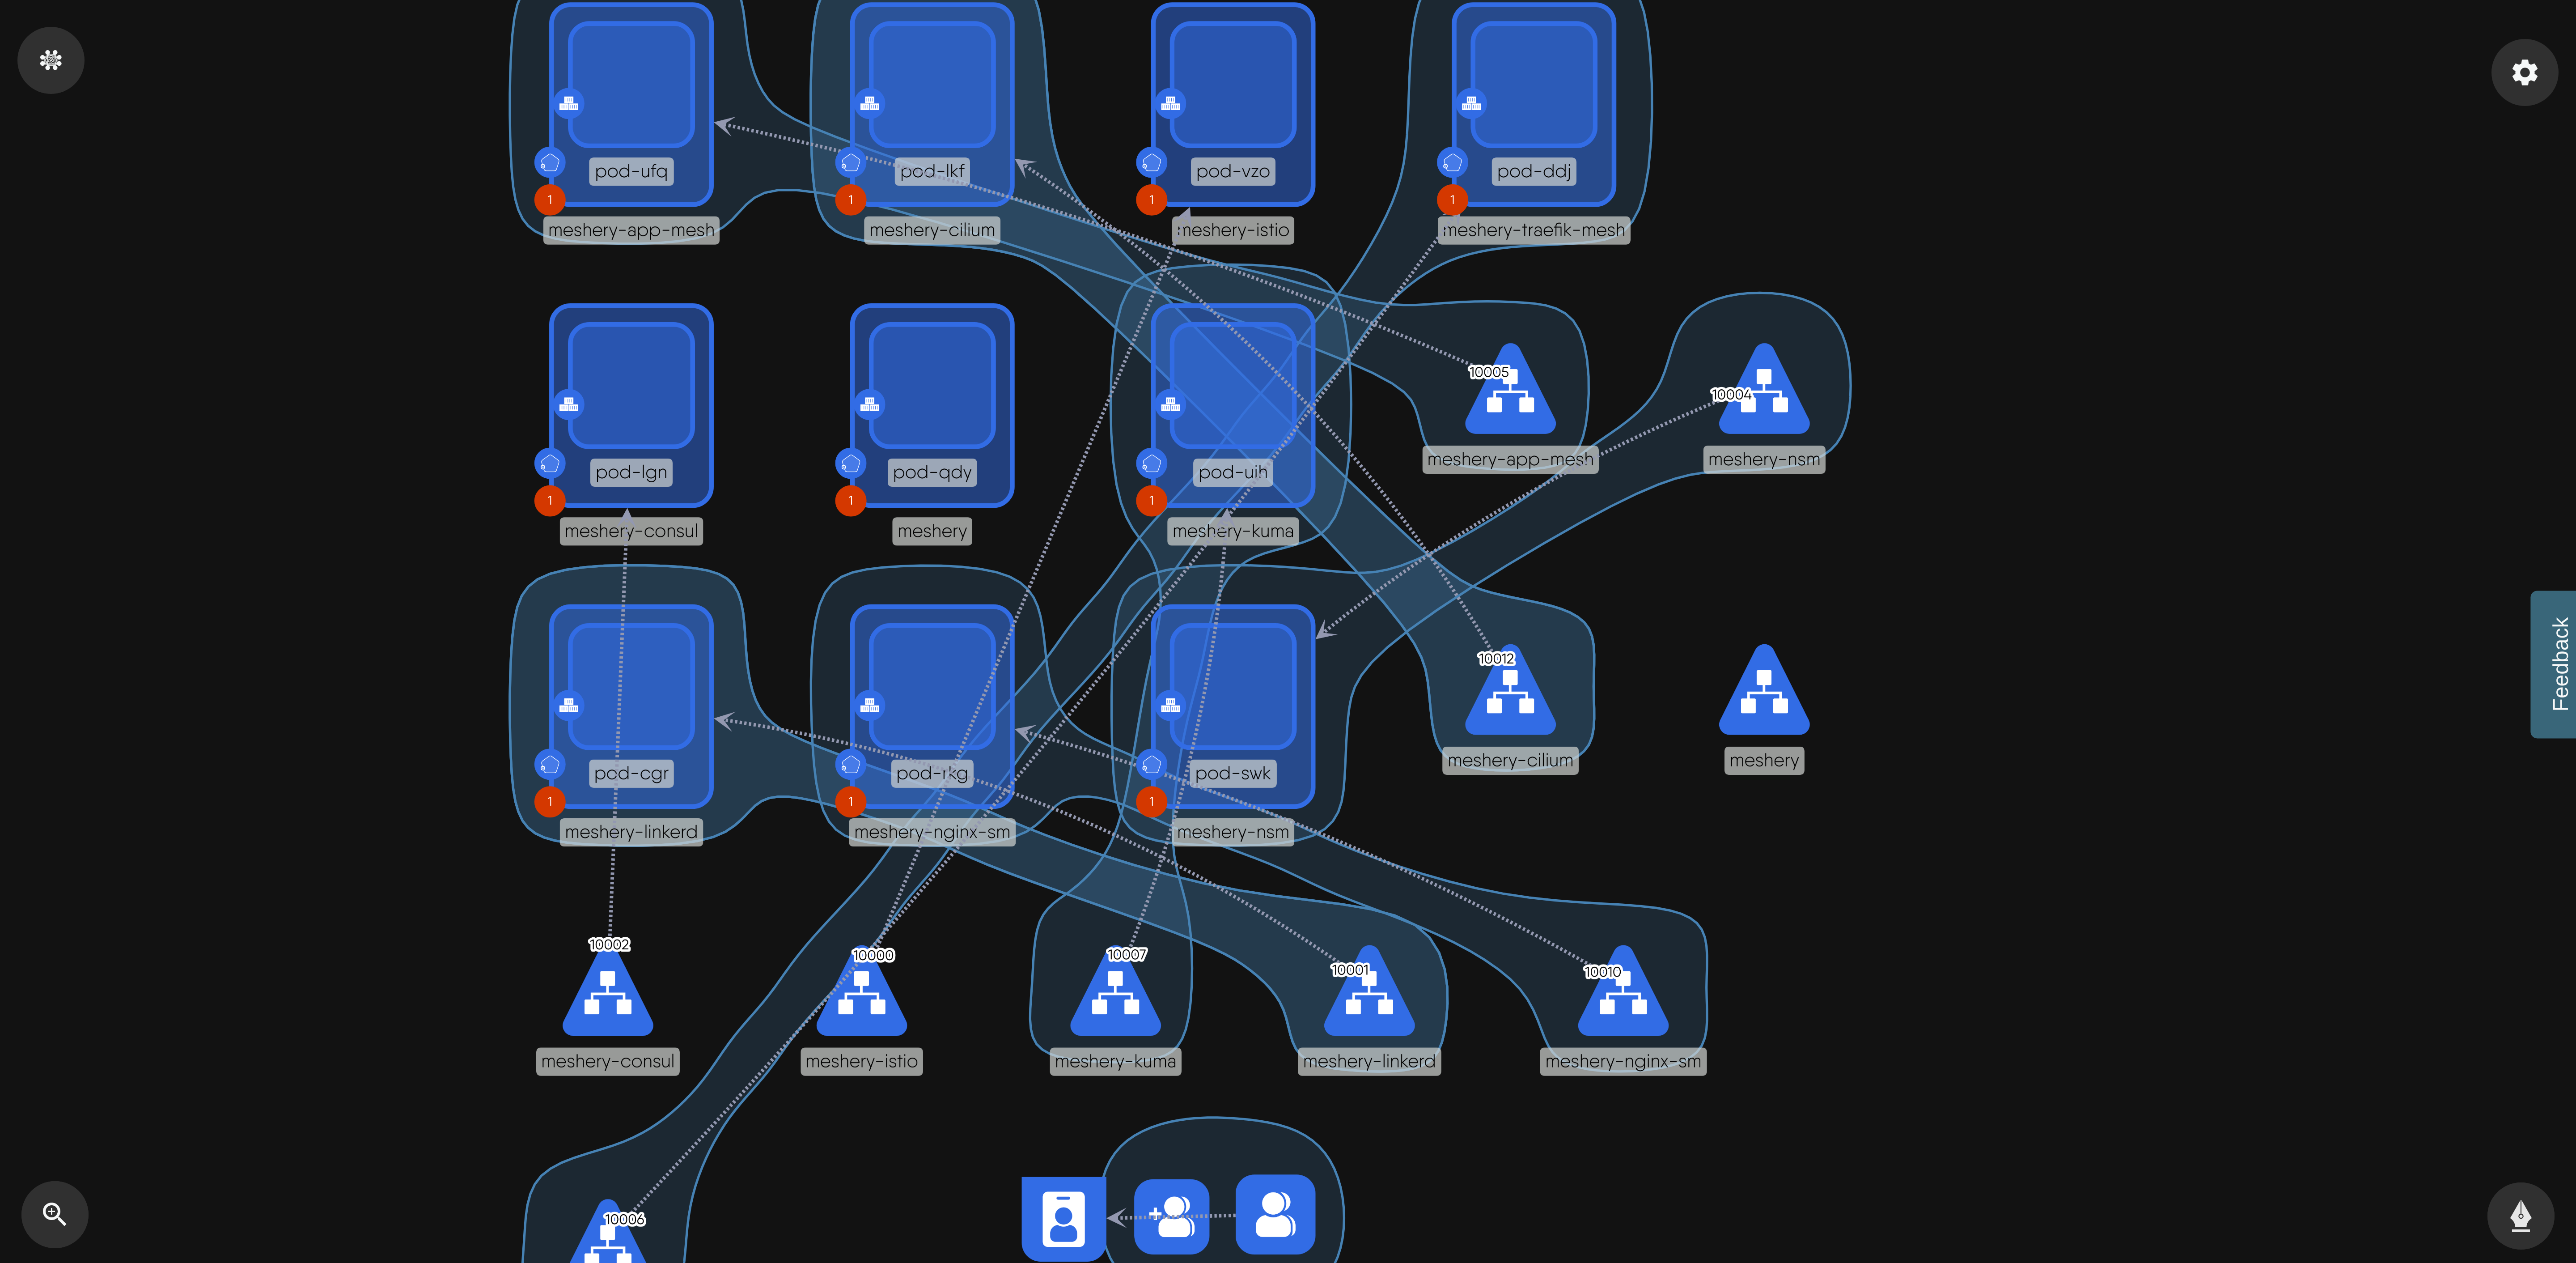 pod-ufq
pod-lkf
pod-vzo
pod-ddj
1
1
1
1
meshery-app-mesh
meshery-cilium
meshery-istio
meshery-traefik-mesh
10005
10004
pod-lgn
pod-qdy
pod-uih
meshery-app-mesh
meshery-nsm
1
1
1
meshery-consul
meshery
meshery-kuma
10012
Feedback
pod-cgr
pod-rkg
pod-swk
meshery-cilium
meshery
1
1
1
meshery-linkerd
meshery-nginx-sm
meshery-nsm
10002
10000
10007
10001
10010
meshery-consul
meshery-istio
meshery-kuma
meshery-linkerd
meshery-nginx-sm
10006